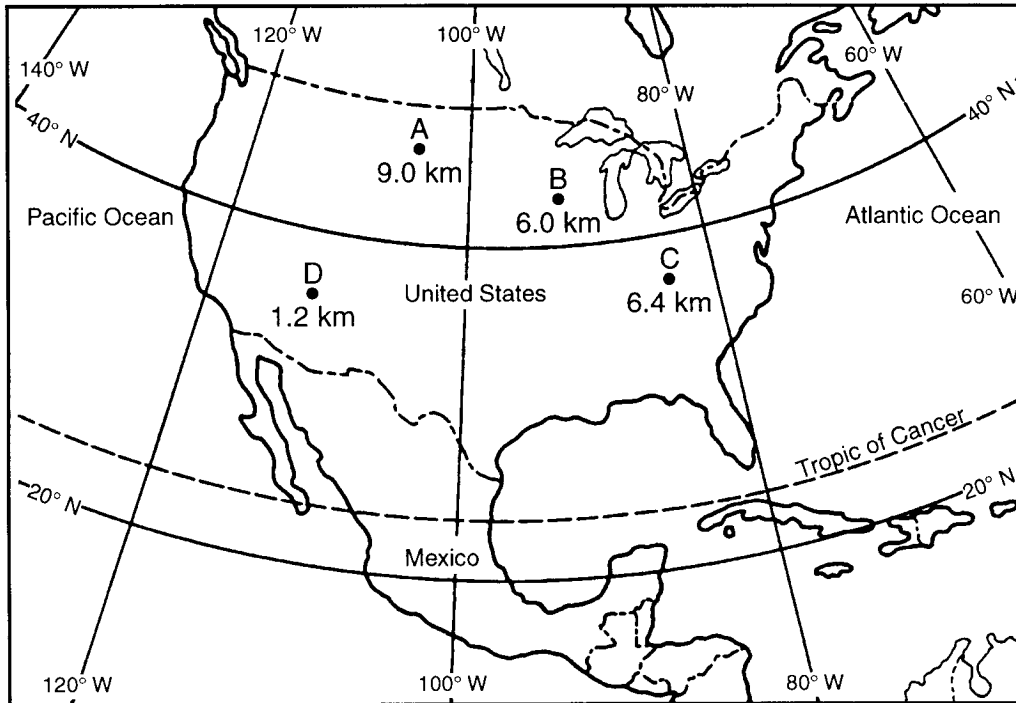 120° W
100° W
60° W
140° W
80° W
40° N
40° N
A
9.0 km
B
6.0 km
Pacific Ocean
Atlantic Ocean
D
1.2 km
United States
C
6.4 km
60° W
Tropic of Cancer
20° N
20° N
Mexico
120° W
100° W
80° W